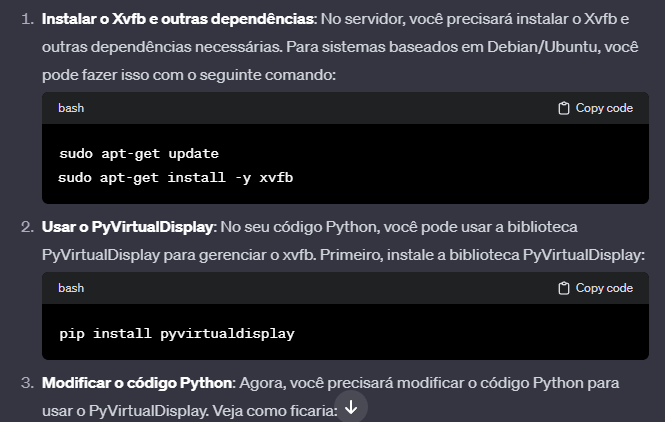 1. Instalar o Xvfb e outras dependências: No servidor, você precisará instalar o Xvfb e
outras dependências necessárias. Para sistemas baseados em Debian/Ubuntu, você
pode fazer isso com o seguinte comando:
bash Copy code
sudo apt-get update
sudo apt-get install -y xvfb
2. Usar o PyVirtualDisplay: No seu código Python, você pode usar a biblioteca
PyVirtualDisplay para gerenciar o xvfb. Primeiro, instale a biblioteca PyVirtualDisplay:
bash Copy code
pip install pyvirtualdisplay
3. Modificar o código Python: Agora, você precisará modificar o código Python para
usar o PyVirtualDisplay. Veja como ficaria: